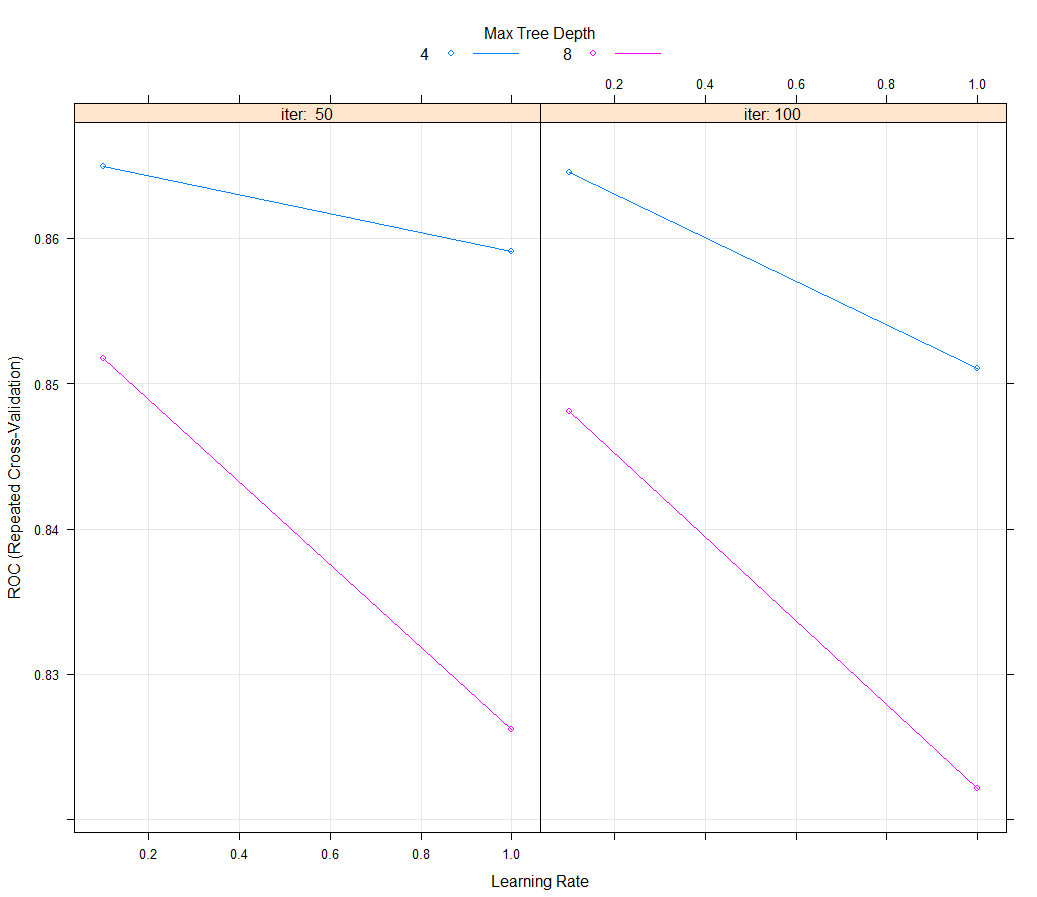 Max Tree Depth
4 8
0.2 0.4 0.6 0.8 1.0
iter: 50 iter: 100
0.86
0.85
0.84
0.83
ROC (Repeated Cross-Validation)
0.2 0.4 0.6 0.8 1.0
Learning Rate